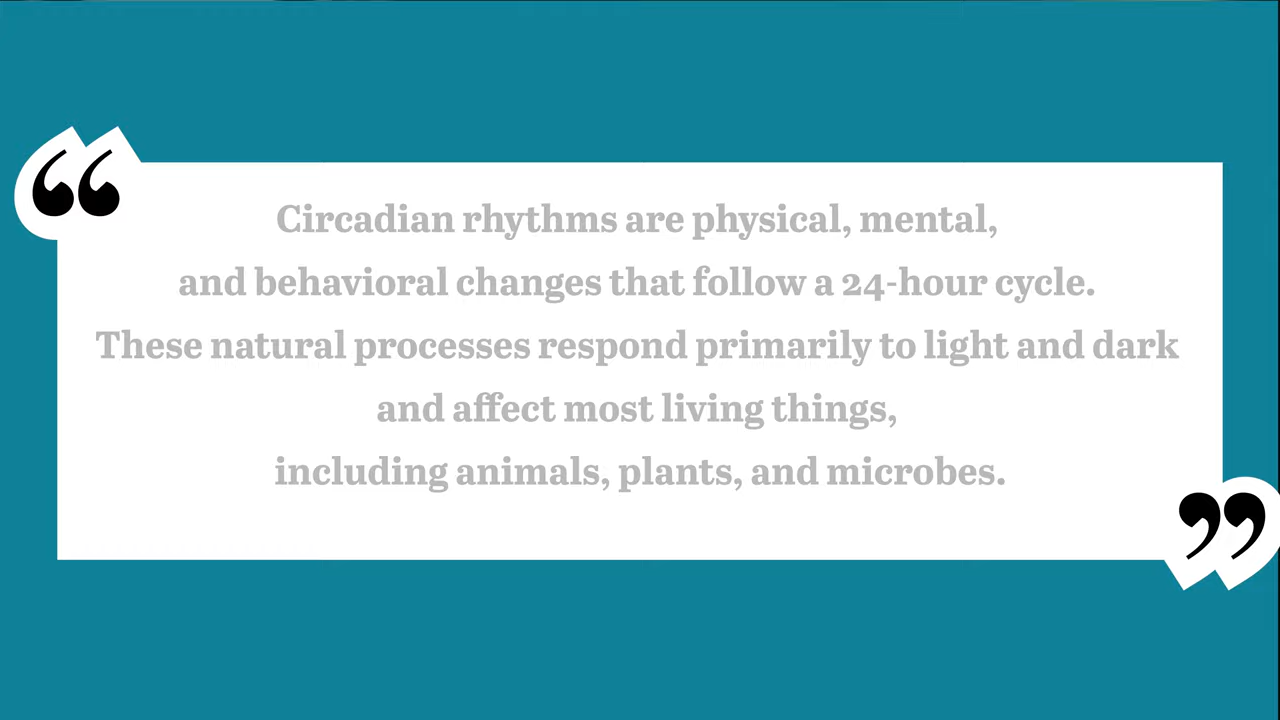 “
Circadian rhythms are physical, mental,
and behavioral changes that follow a 24-hour cycle.
These natural processes respond primarily to light and dark
and affect most living things,
including animals, plants, and microbes.
”